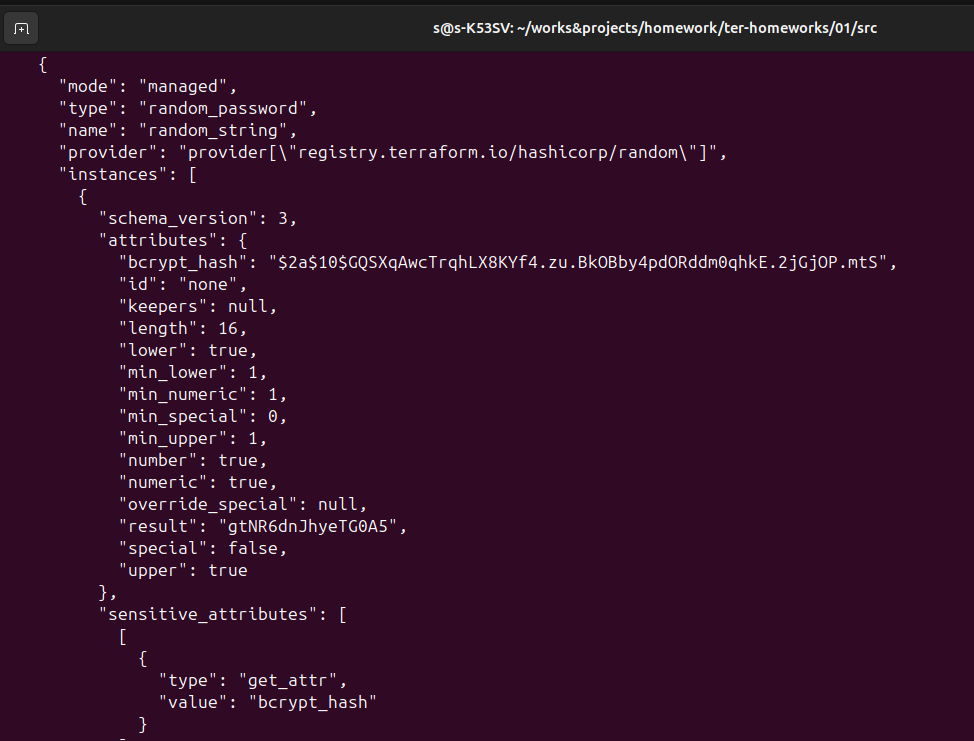 s@s-K53SV: ~/works&projects/homework/ter-homeworks/01/src
{
"mode": "managed",
"type": "random_password",
"name": "random_string",
"provider": "provider[\"registry.terraform.io/hashicorp/random\"]",
"instances": [
{
"schema_version": 3,
"attributes": {
"bcrypt_hash": "$2a$10$GQSXqAwcTrqhLX8KYf4.zu.BkOBby4pdORddm0qhkE.2jGjOP.mtS",
"id": "none",
"keepers": null,
"length": 16,
"lower": true,
"min_lower": 1,
"min_numeric": 1,
"min_special": 0,
"min_upper": 1,
"number": true,
"numeric": true,
"override_special": null,
"result": "gtNR6dnJhyeTG0A5",
"special": false,
"upper": true
},
"sensitive_attributes": [
[
{
"type": "get_attr",
"value": "bcrypt_hash"
}